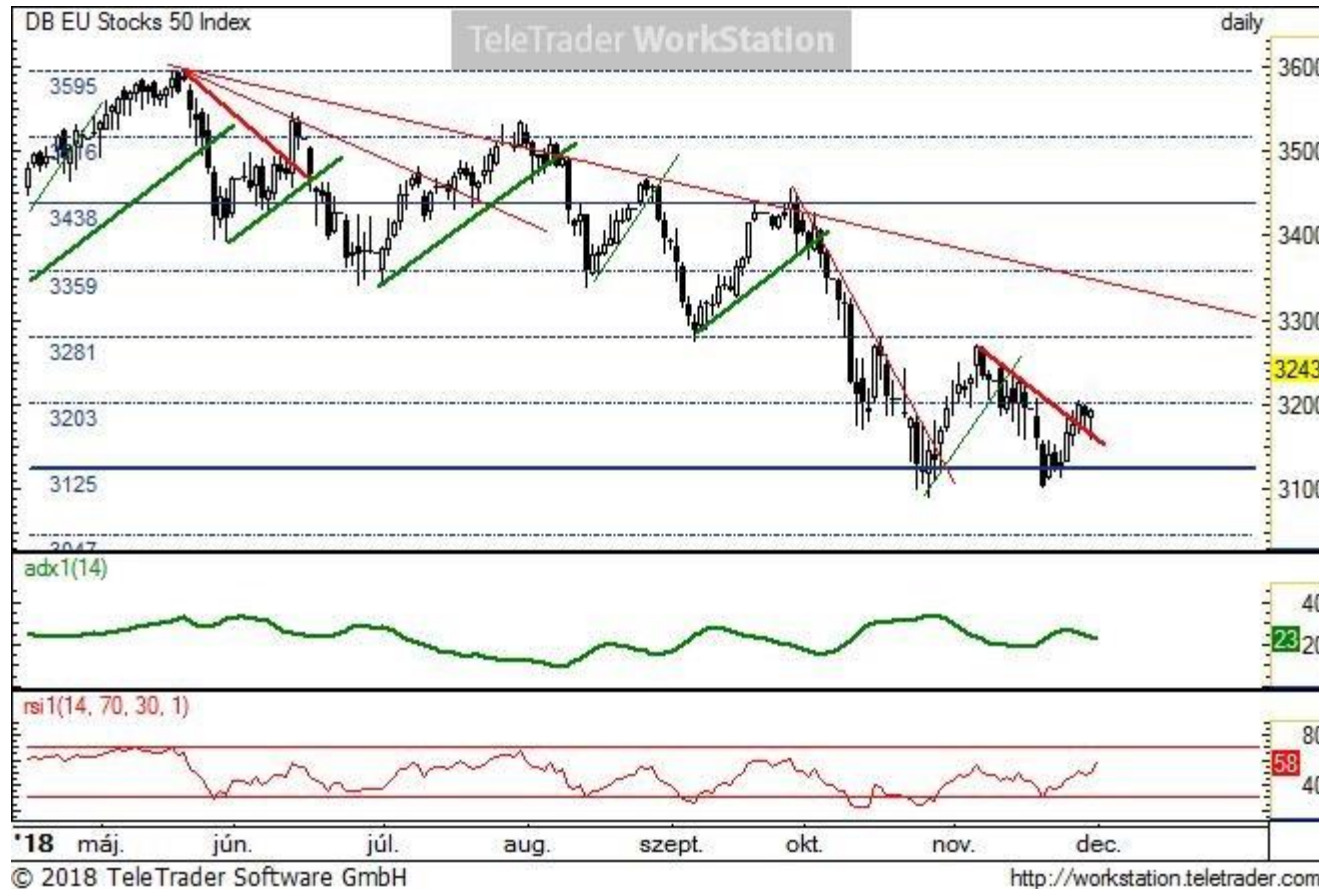 DB EU Stocks 50 Index
TeleTrader WorkStation
daily
3595
3438
3359
3281
3203
3125
3047
3600
3500
3400
3300
3243
3200
3100
adx1(14)
40
23
20
rsi1(14, 70, 30, 1)
80
58
40
'18 máj. jún. júl. aug. szept. okt. nov. dec.
© 2018 TeleTrader Software GmbH
http://workstation.teletrader.com